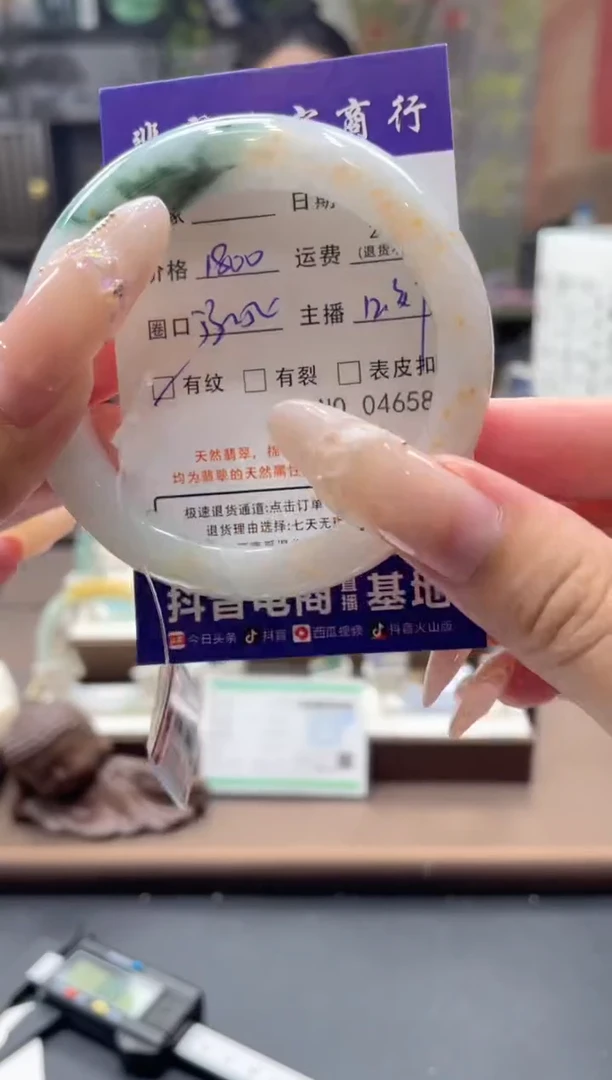 商行
日期
价格 1800 运费
(退货
圈口 主播
有纹 有裂 表皮扣
NO 04658
天然翡翠,
均为翡翠的天然属性
极速退货通道:点击订单
退货理由选择:七天无
抖音电商 直播 基地
今日头条 抖音 西瓜视频 抖音火山版